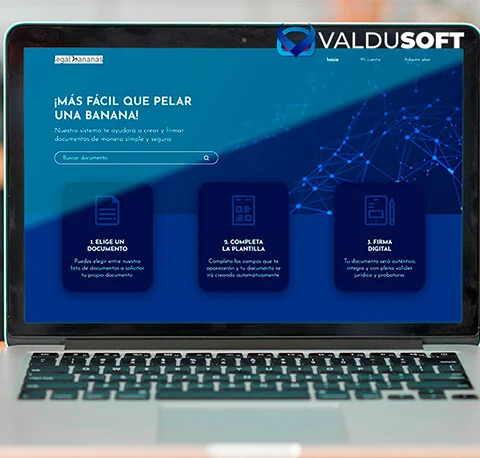 VALDUSOFT
legalbananas
Inicio Mi cuenta Adquirir plan
¡MÁS FÁCIL QUE PELAR
UNA BANANA!
Nuestro sistema te ayudará a crear y firmar
documentos de manera simple y segura.
Buscar documento
1. ELIGE UN
DOCUMENTO
Puedes elegir entre nuestra
lista de documentos o solicitar
tu propio documento.
2. COMPLETA
LA PLANTILLA
Completa los campos que te
aparecerán y tu documento se
irá creando automáticamente.
3. FIRMA
DIGITAL
Tu documento será auténtico,
íntegro y con plena validez
jurídica y probatoria.